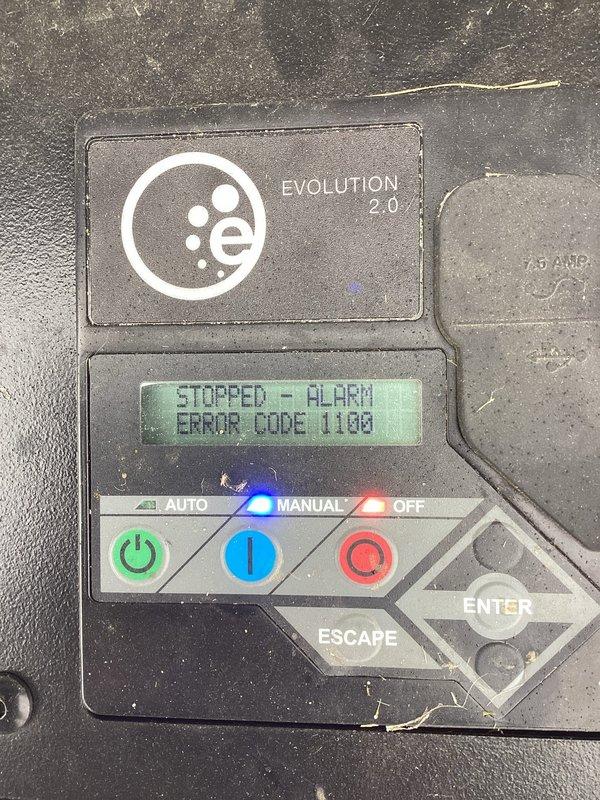 e
EVOLUTION
2.0
7.5 AMP
STOPPED - ALARM
ERROR CODE 1100
AUTO
MANUAL
OFF
ENTER
ESCAPE